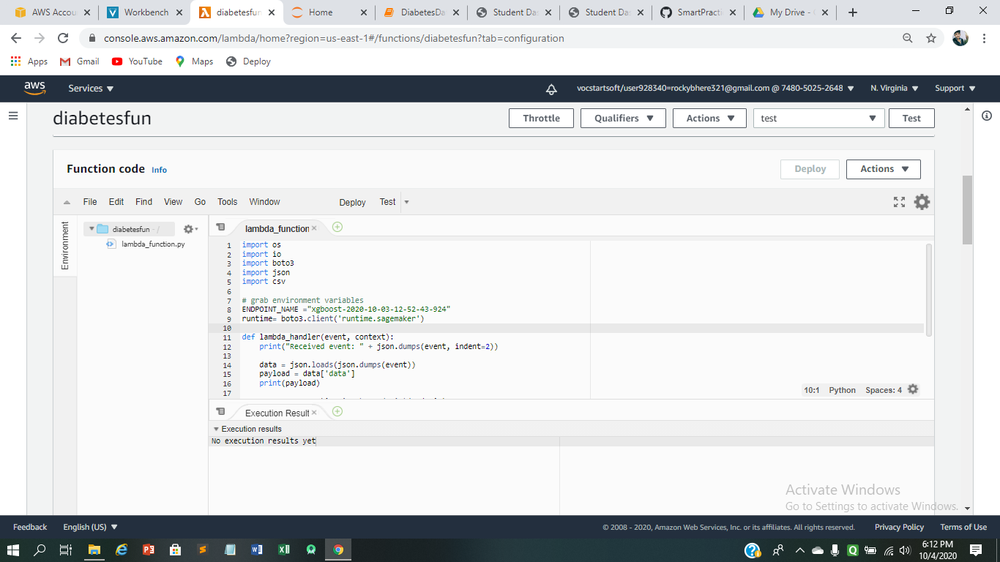 AWS Accou
Workbench
diabetesfun
Home
DiabetesDa
Student Das
Student Das
SmartPracti
My Drive - G
console.aws.amazon.com/lambda/home?region=us-east-1#/functions/diabetesfun?tab=configuration
Apps Gmail YouTube Maps Deploy
aws Services vocstartsoft/user928340=rockybhere321@gmail.com @ 7480-5025-2648 N. Virginia Support
diabetesfun Throttle Qualifiers Actions test Test
Function code Info Deploy Actions
File Edit Find View Go Tools Window Deploy Test
Environment
diabetesfun - /
lambda_function.py
lambda_function
1 import os
2 import io
3 import boto3
4 import json
5 import csv
6
7 # grab environment variables
8 ENDPOINT_NAME ="xgboost-2020-10-03-12-52-43-924"
9 runtime= boto3.client('runtime.sagemaker')
10
11 def lambda_handler(event, context):
12 print("Received event: " + json.dumps(event, indent=2))
13
14 data = json.loads(json.dumps(event))
15 payload = data['data']
16 print(payload)
17
10:1 Python Spaces: 4
Execution Result
Execution results
No execution results yet
Activate Windows
Go to Settings to activate Windows.
Feedback English (US) © 2008 - 2020, Amazon Web Services, Inc. or its affiliates. All rights reserved. Privacy Policy Terms of Use
6:12 PM
10/4/2020